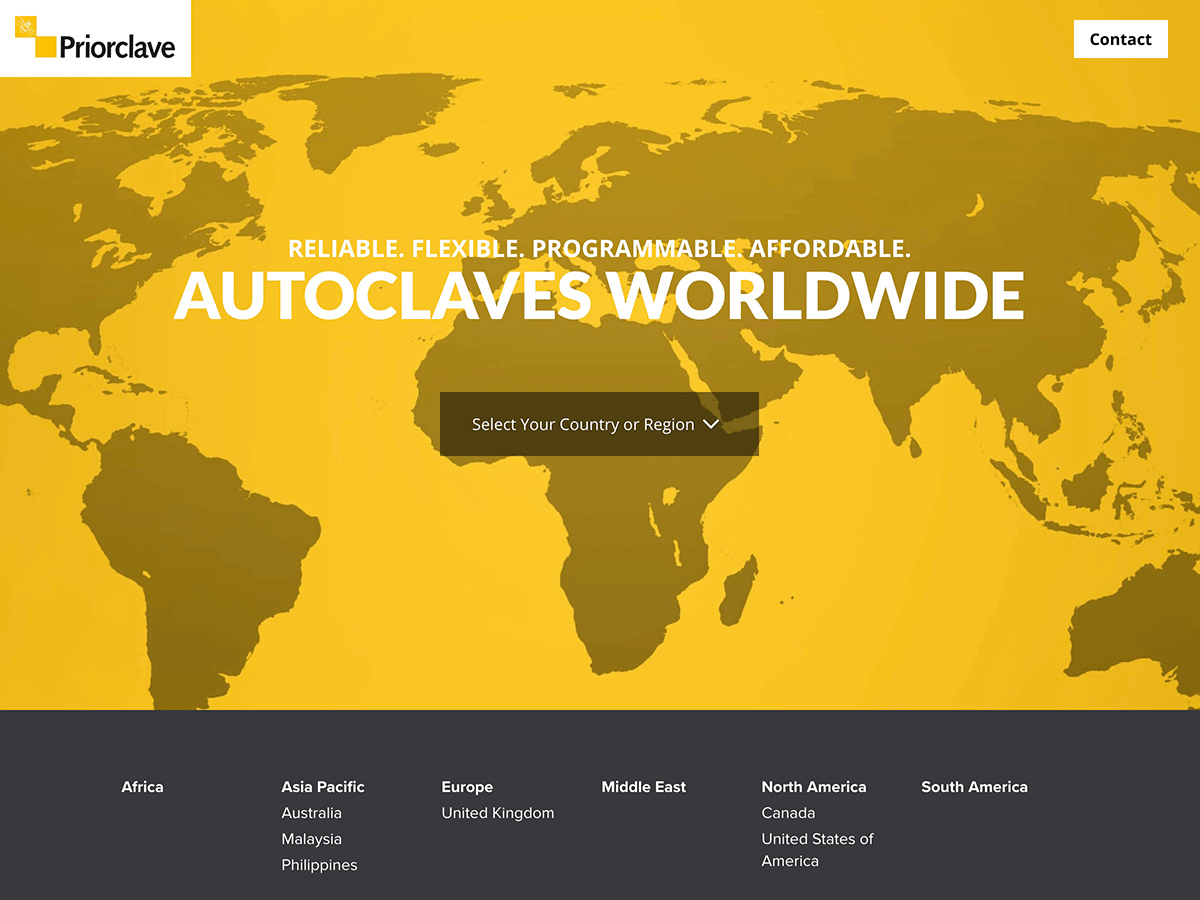 Priorclave
Contact
RELIABLE. FLEXIBLE. PROGRAMMABLE. AFFORDABLE.
AUTOCLAVES WORLDWIDE
Select Your Country or Region
Africa
Asia Pacific
Australia
Malaysia
Philippines
Europe
United Kingdom
Middle East
North America
Canada
United States of
America
South America